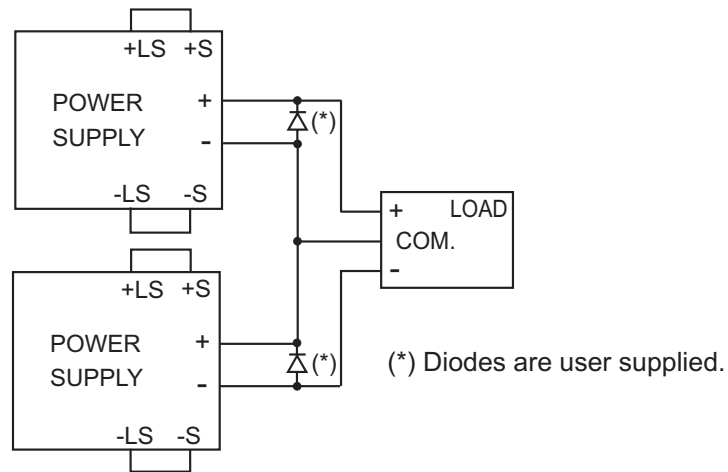 +LS +S
POWER
SUPPLY
+
-
(*)
-LS -S
+ LOAD
COM.
-
+LS +S
POWER
SUPPLY
+
-
(*)
-LS -S
(*) Diodes are user supplied.